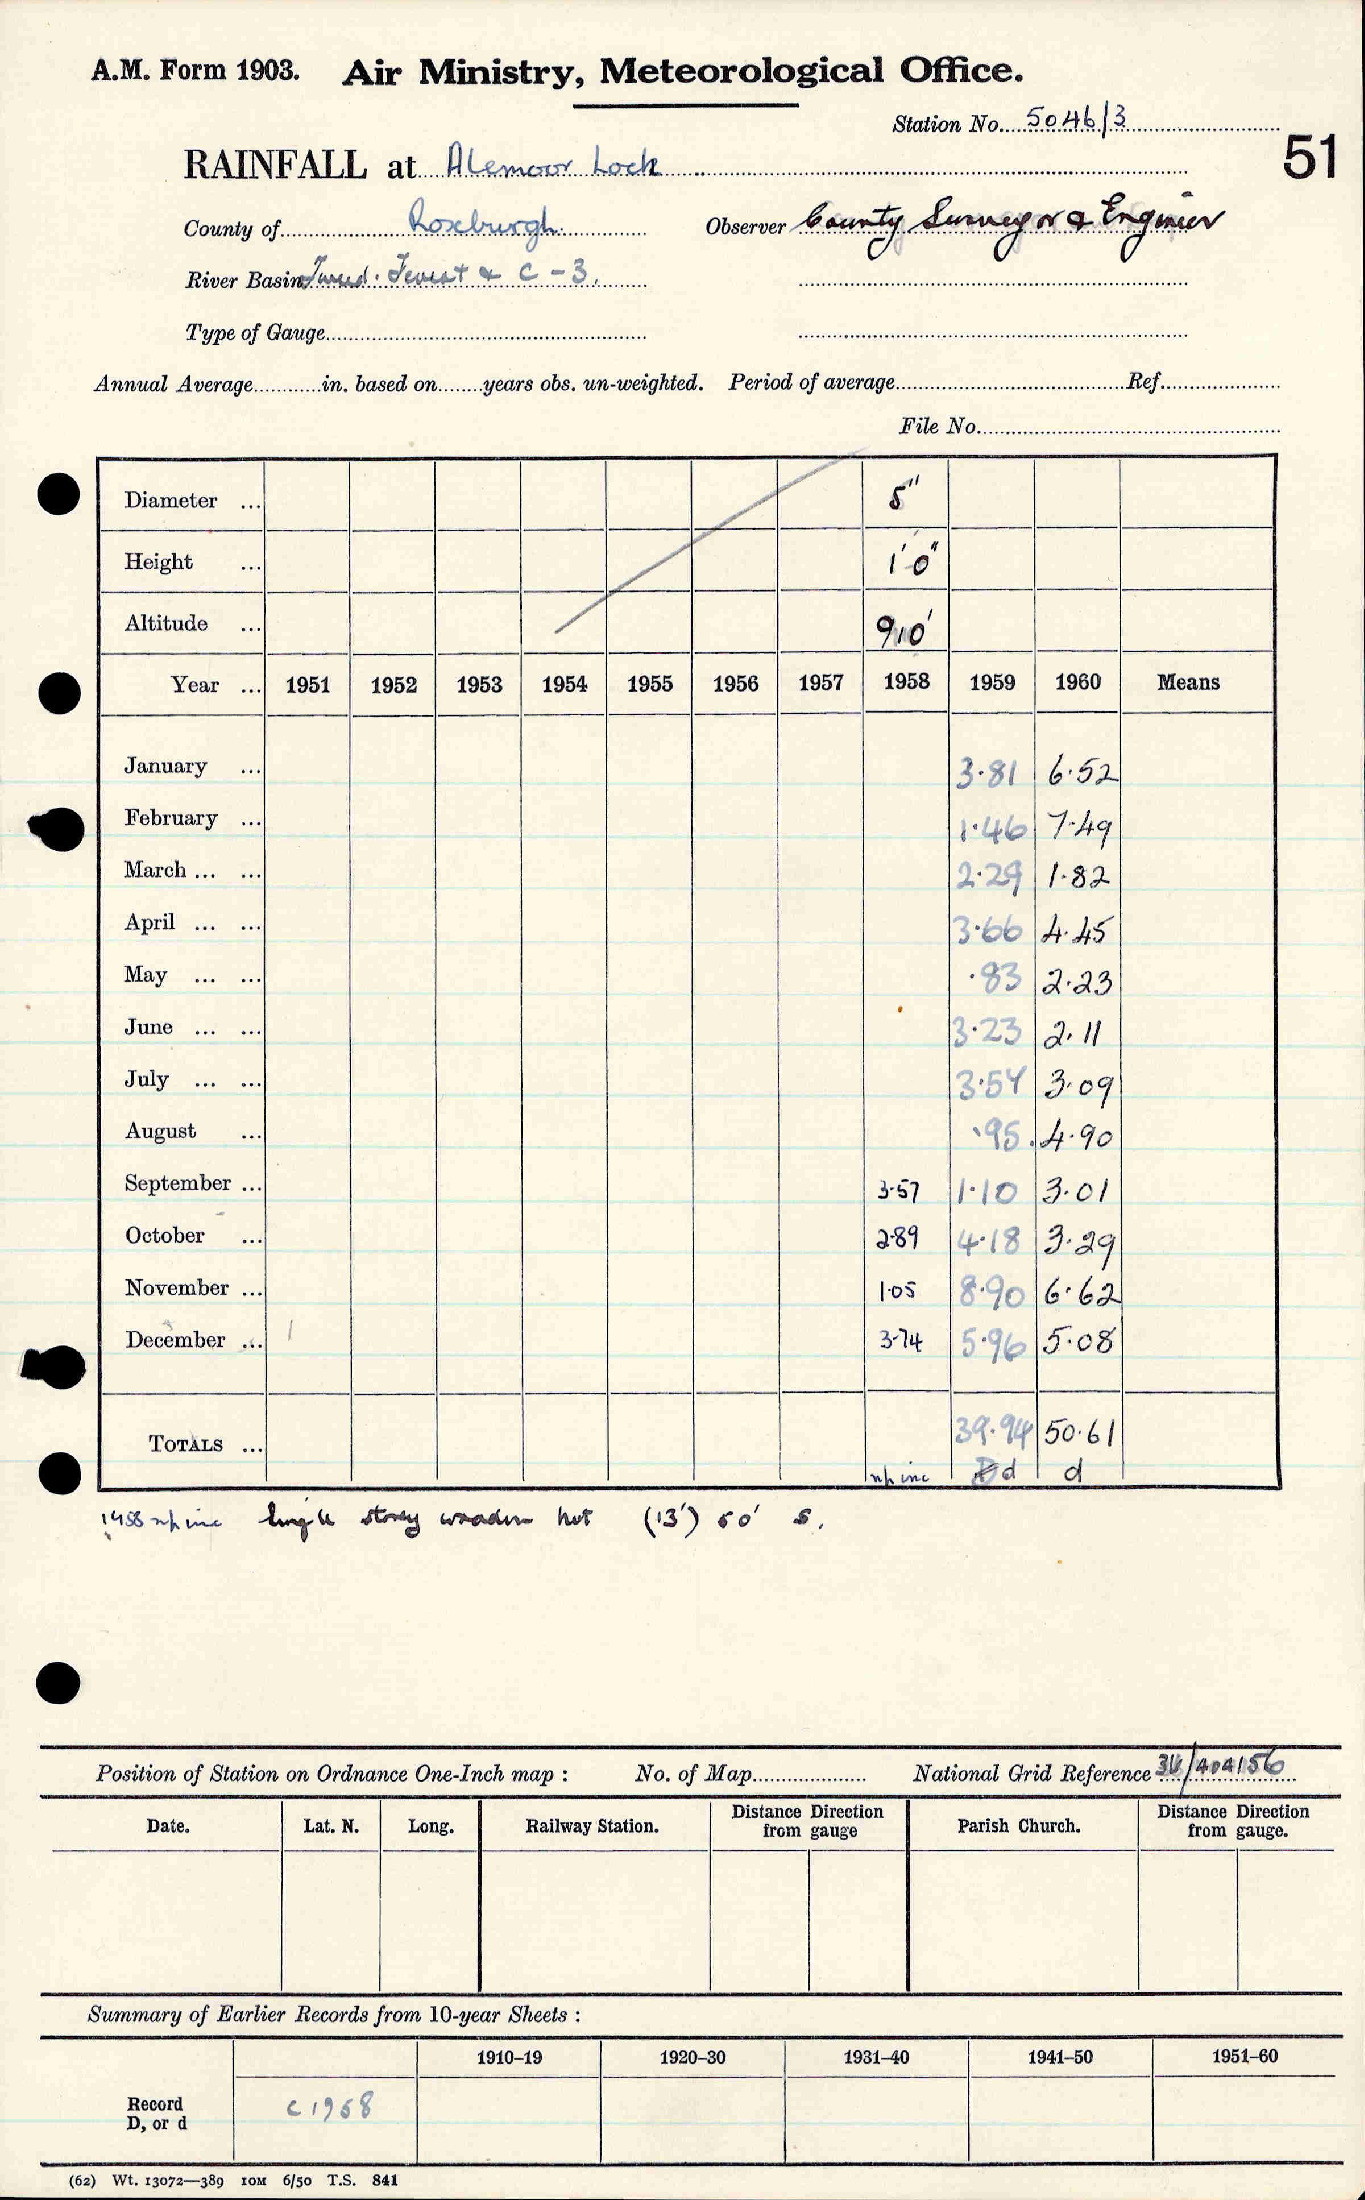 A.M. Form 1903. Air Ministry, Meteorological Office.
Station No. 5046/3
51
RAINFALL at Alemoor Loch
County of Roxburgh. Observer County Surveyor & Engineer
River Basin Tweed. Teviot & C-3.
Type of Gauge
Annual Average in. based on years obs. un-weighted. Period of average Ref.
File No.
Diameter ... 5"
Height ... 1'0"
Altitude ... 910'
Year ... 1951 1952 1953 1954 1955 1956 1957 1958 1959 1960 Means
January ... 3.81 6.52
February ... 1.46 7.49
March ... ... 2.29 1.82
April ... ... 3.66 4.45
May ... ... .83 2.23
June ... ... 3.23 2.11
July ... ... 3.54 3.09
August ... .95 4.90
September ... 3.57 1.10 3.01
October ... 2.89 4.18 3.29
November ... 1.05 8.90 6.62
December ... 3.74 5.96 5.08
TOTALS ... 39.94 50.61
inc d d
inc Single storey wooden hut (13') 50' S.
Position of Station on Ordnance One-Inch map : No. of Map National Grid Reference 36/404156
Date. Lat. N. Long. Railway Station. Distance Direction from gauge Parish Church. Distance Direction from gauge.
Summary of Earlier Records from 10-year Sheets :
1910–19 1920–30 1931–40 1941–50 1951–60
Record D, or d C 1958
(62) Wt. 13072—389 10M 6/50 T.S. 841